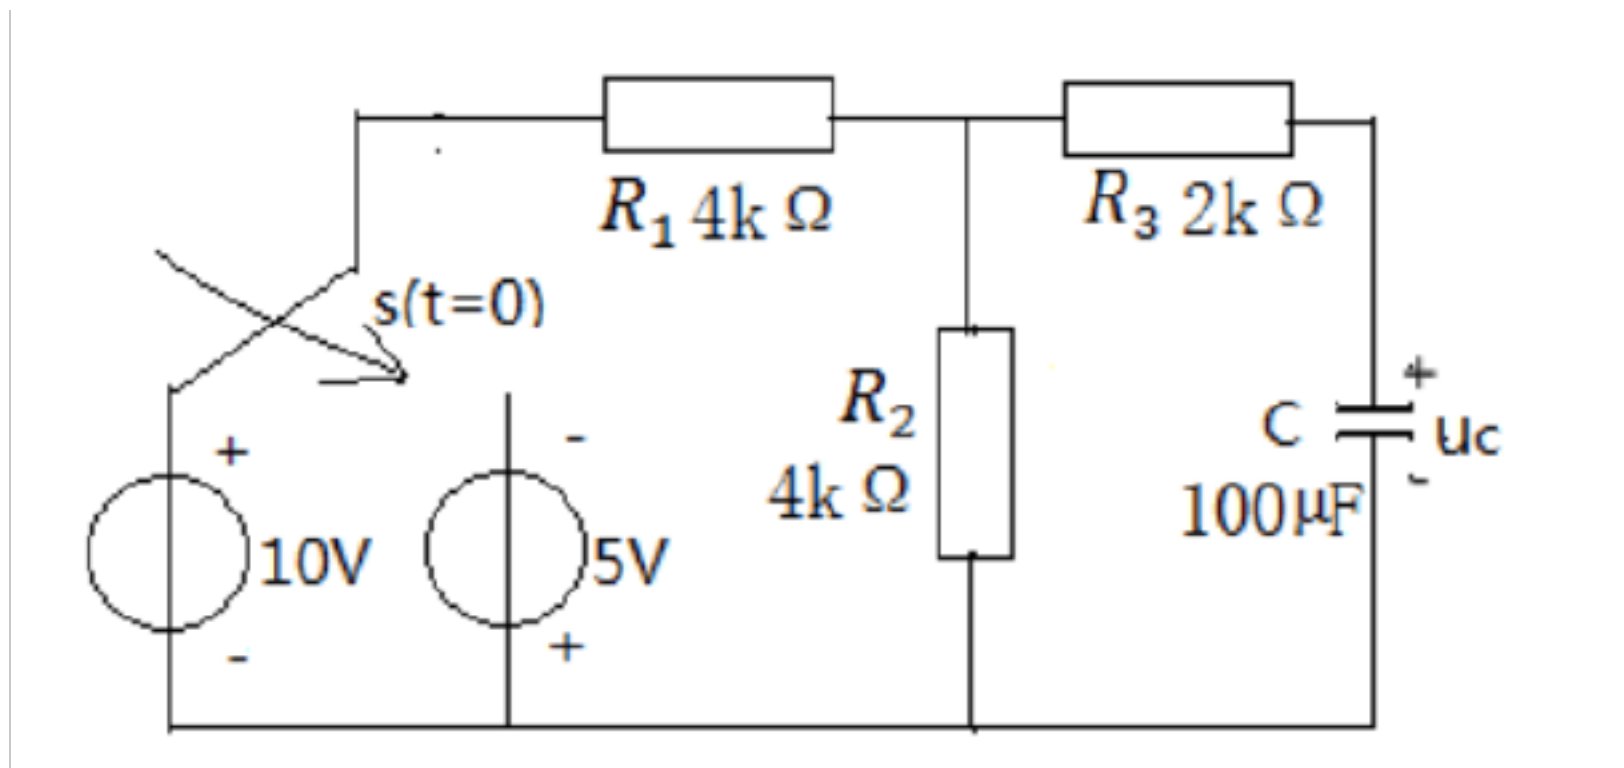 R1 4k Ω
R3 2k Ω
s(t=0)
+
-
R2
4k Ω
+
C
uc
-
100μF
10V
5V
-
+